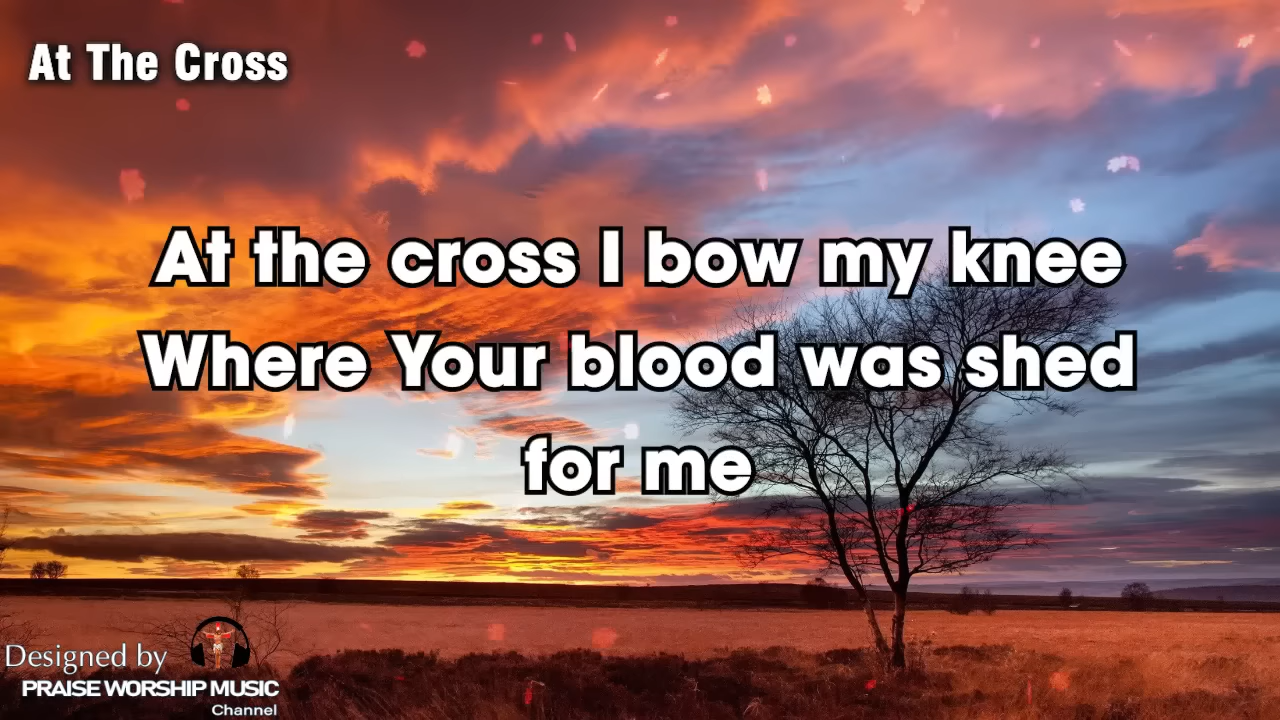 At The Cross
At the cross I bow my knee
Where Your blood was shed
for me
Designed by
PRAISE WORSHIP MUSIC
Channel